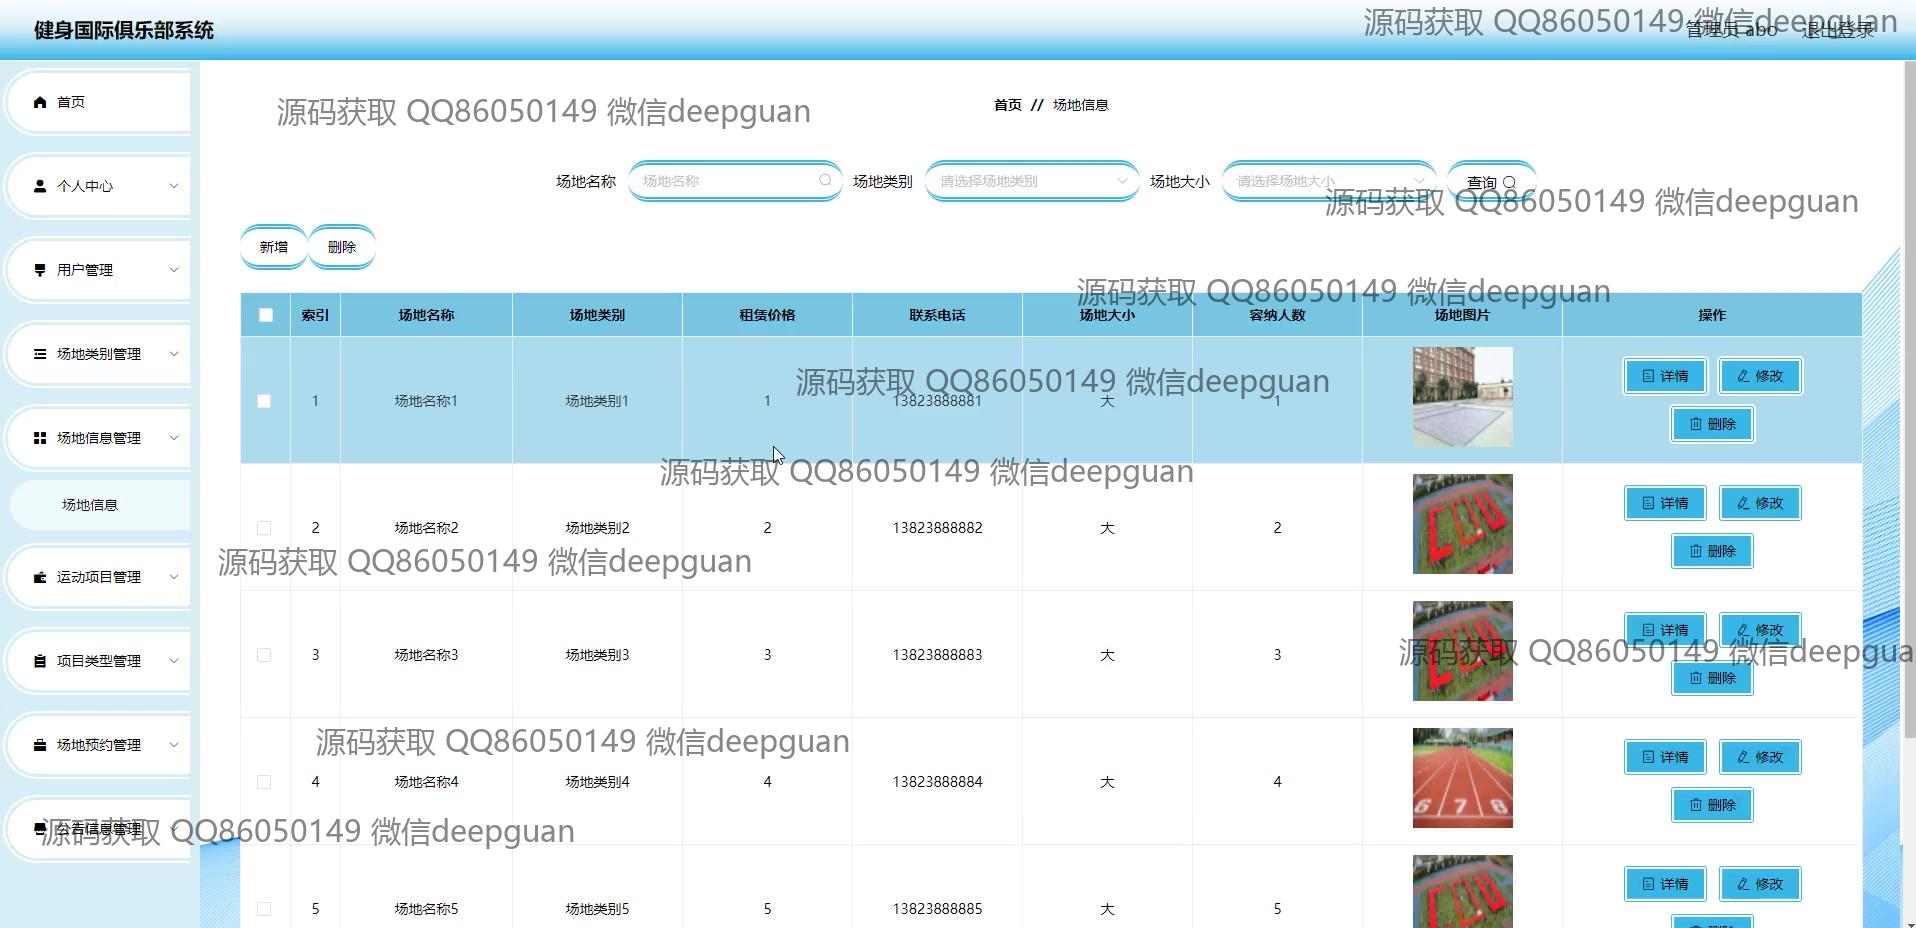 健身国际俱乐部系统
源码获取 QQ86050149 微信deepguan
管理员 abo 退出登录
首页
个人中心
用户管理
场地类别管理
场地信息管理
场地信息
运动项目管理
项目类型管理
场地预约管理
公告信息管理
源码获取 QQ86050149 微信deepguan
首页 // 场地信息
场地名称 场地名称 场地类别 请选择场地类别 场地大小 请选择场地大小 查询
源码获取 QQ86050149 微信deepguan
新增 删除
源码获取 QQ86050149 微信deepguan
索引 场地名称 场地类别 租赁价格 联系电话 场地大小 容纳人数 场地图片 操作
源码获取 QQ86050149 微信deepguan
1 场地名称1 场地类别1 1 13823888881 大 1 详情 修改
删除
源码获取 QQ86050149 微信deepguan
2 场地名称2 场地类别2 2 13823888882 大 2 详情 修改
删除
源码获取 QQ86050149 微信deepguan
3 场地名称3 场地类别3 3 13823888883 大 3 详情 修改
源码获取 QQ86050149 微信deepgua
删除
源码获取 QQ86050149 微信deepguan
4 场地名称4 场地类别4 4 13823888884 大 4 详情 修改
6 7 8
删除
源码获取 QQ86050149 微信deepguan
5 场地名称5 场地类别5 5 13823888885 大 5 详情 修改